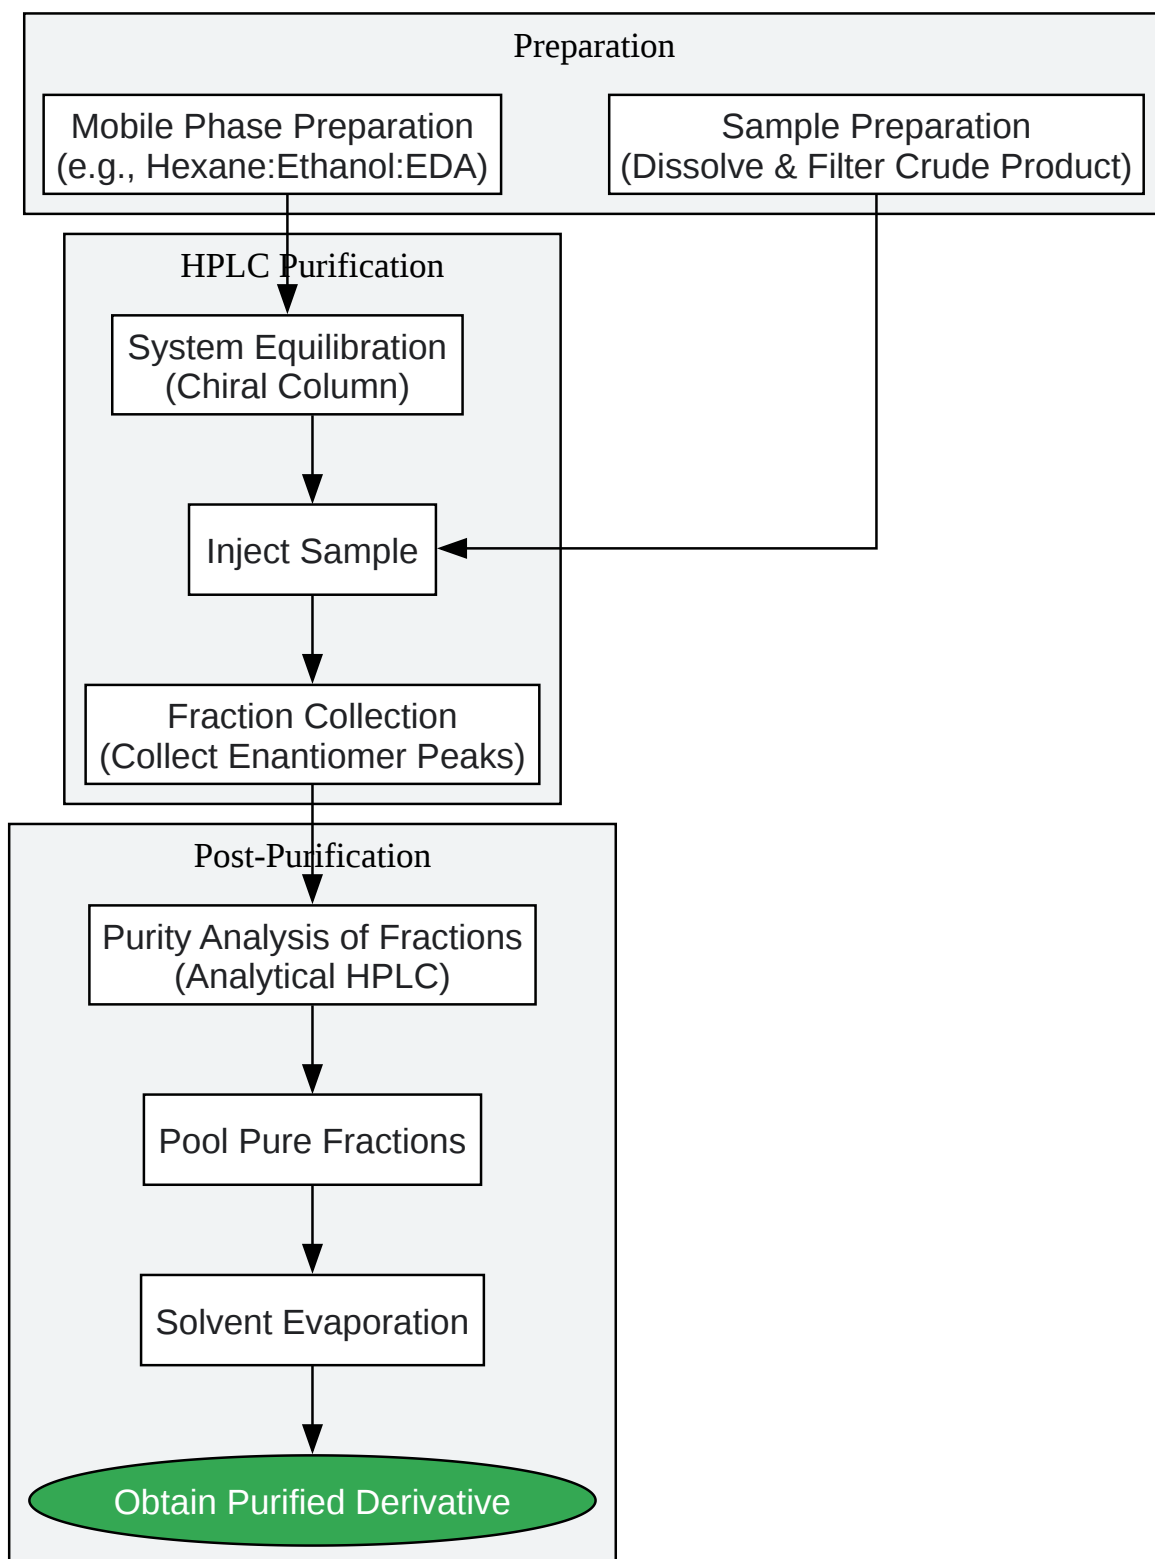 Preparation
Mobile Phase Preparation
(e.g., Hexane:Ethanol:EDA)
Sample Preparation
(Dissolve & Filter Crude Product)
HPLC Purification
System Equilibration
(Chiral Column)
Inject Sample
Fraction Collection
(Collect Enantiomer Peaks)
Post-Purification
Purity Analysis of Fractions
(Analytical HPLC)
Pool Pure Fractions
Solvent Evaporation
Obtain Purified Derivative